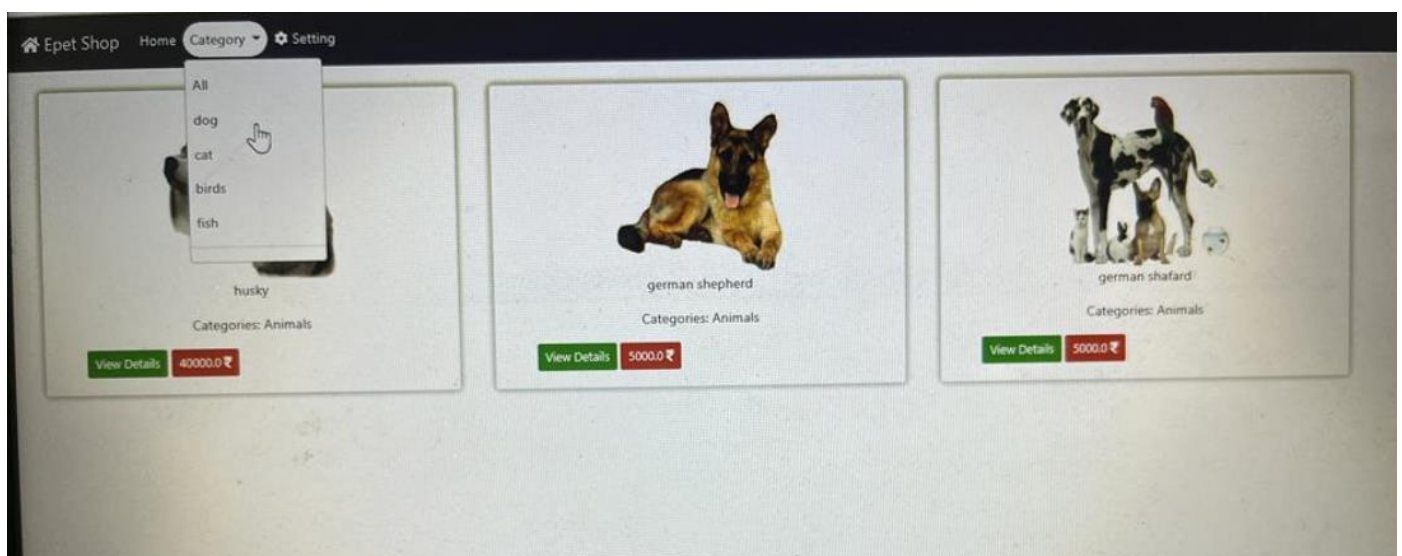 Epet Shop Home Category Setting
All
dog
cat
birds
fish
husky
Categories: Animals
View Details 40000.0 ₹
german shepherd
Categories: Animals
View Details 5000.0 ₹
german shafard
Categories: Animals
View Details 5000.0 ₹